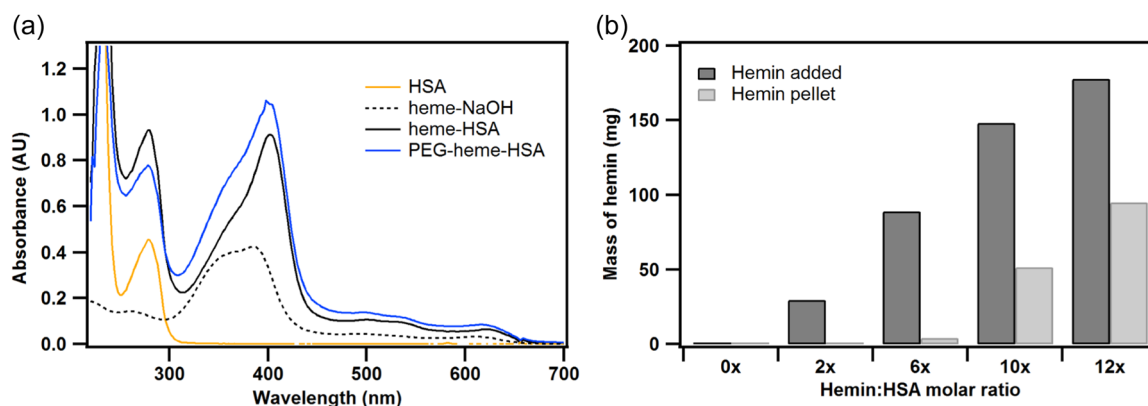 (a)
Absorbance (AU)
1.2
1.0
0.8
0.6
0.4
0.2
0.0
HSA
heme-NaOH
heme-HSA
PEG-heme-HSA
300
400
500
600
700
Wavelength (nm)
(b)
Mass of hemin (mg)
200
150
100
50
0
Hemin added
Hemin pellet
0x
2x
6x
10x
12x
Hemin:HSA molar ratio